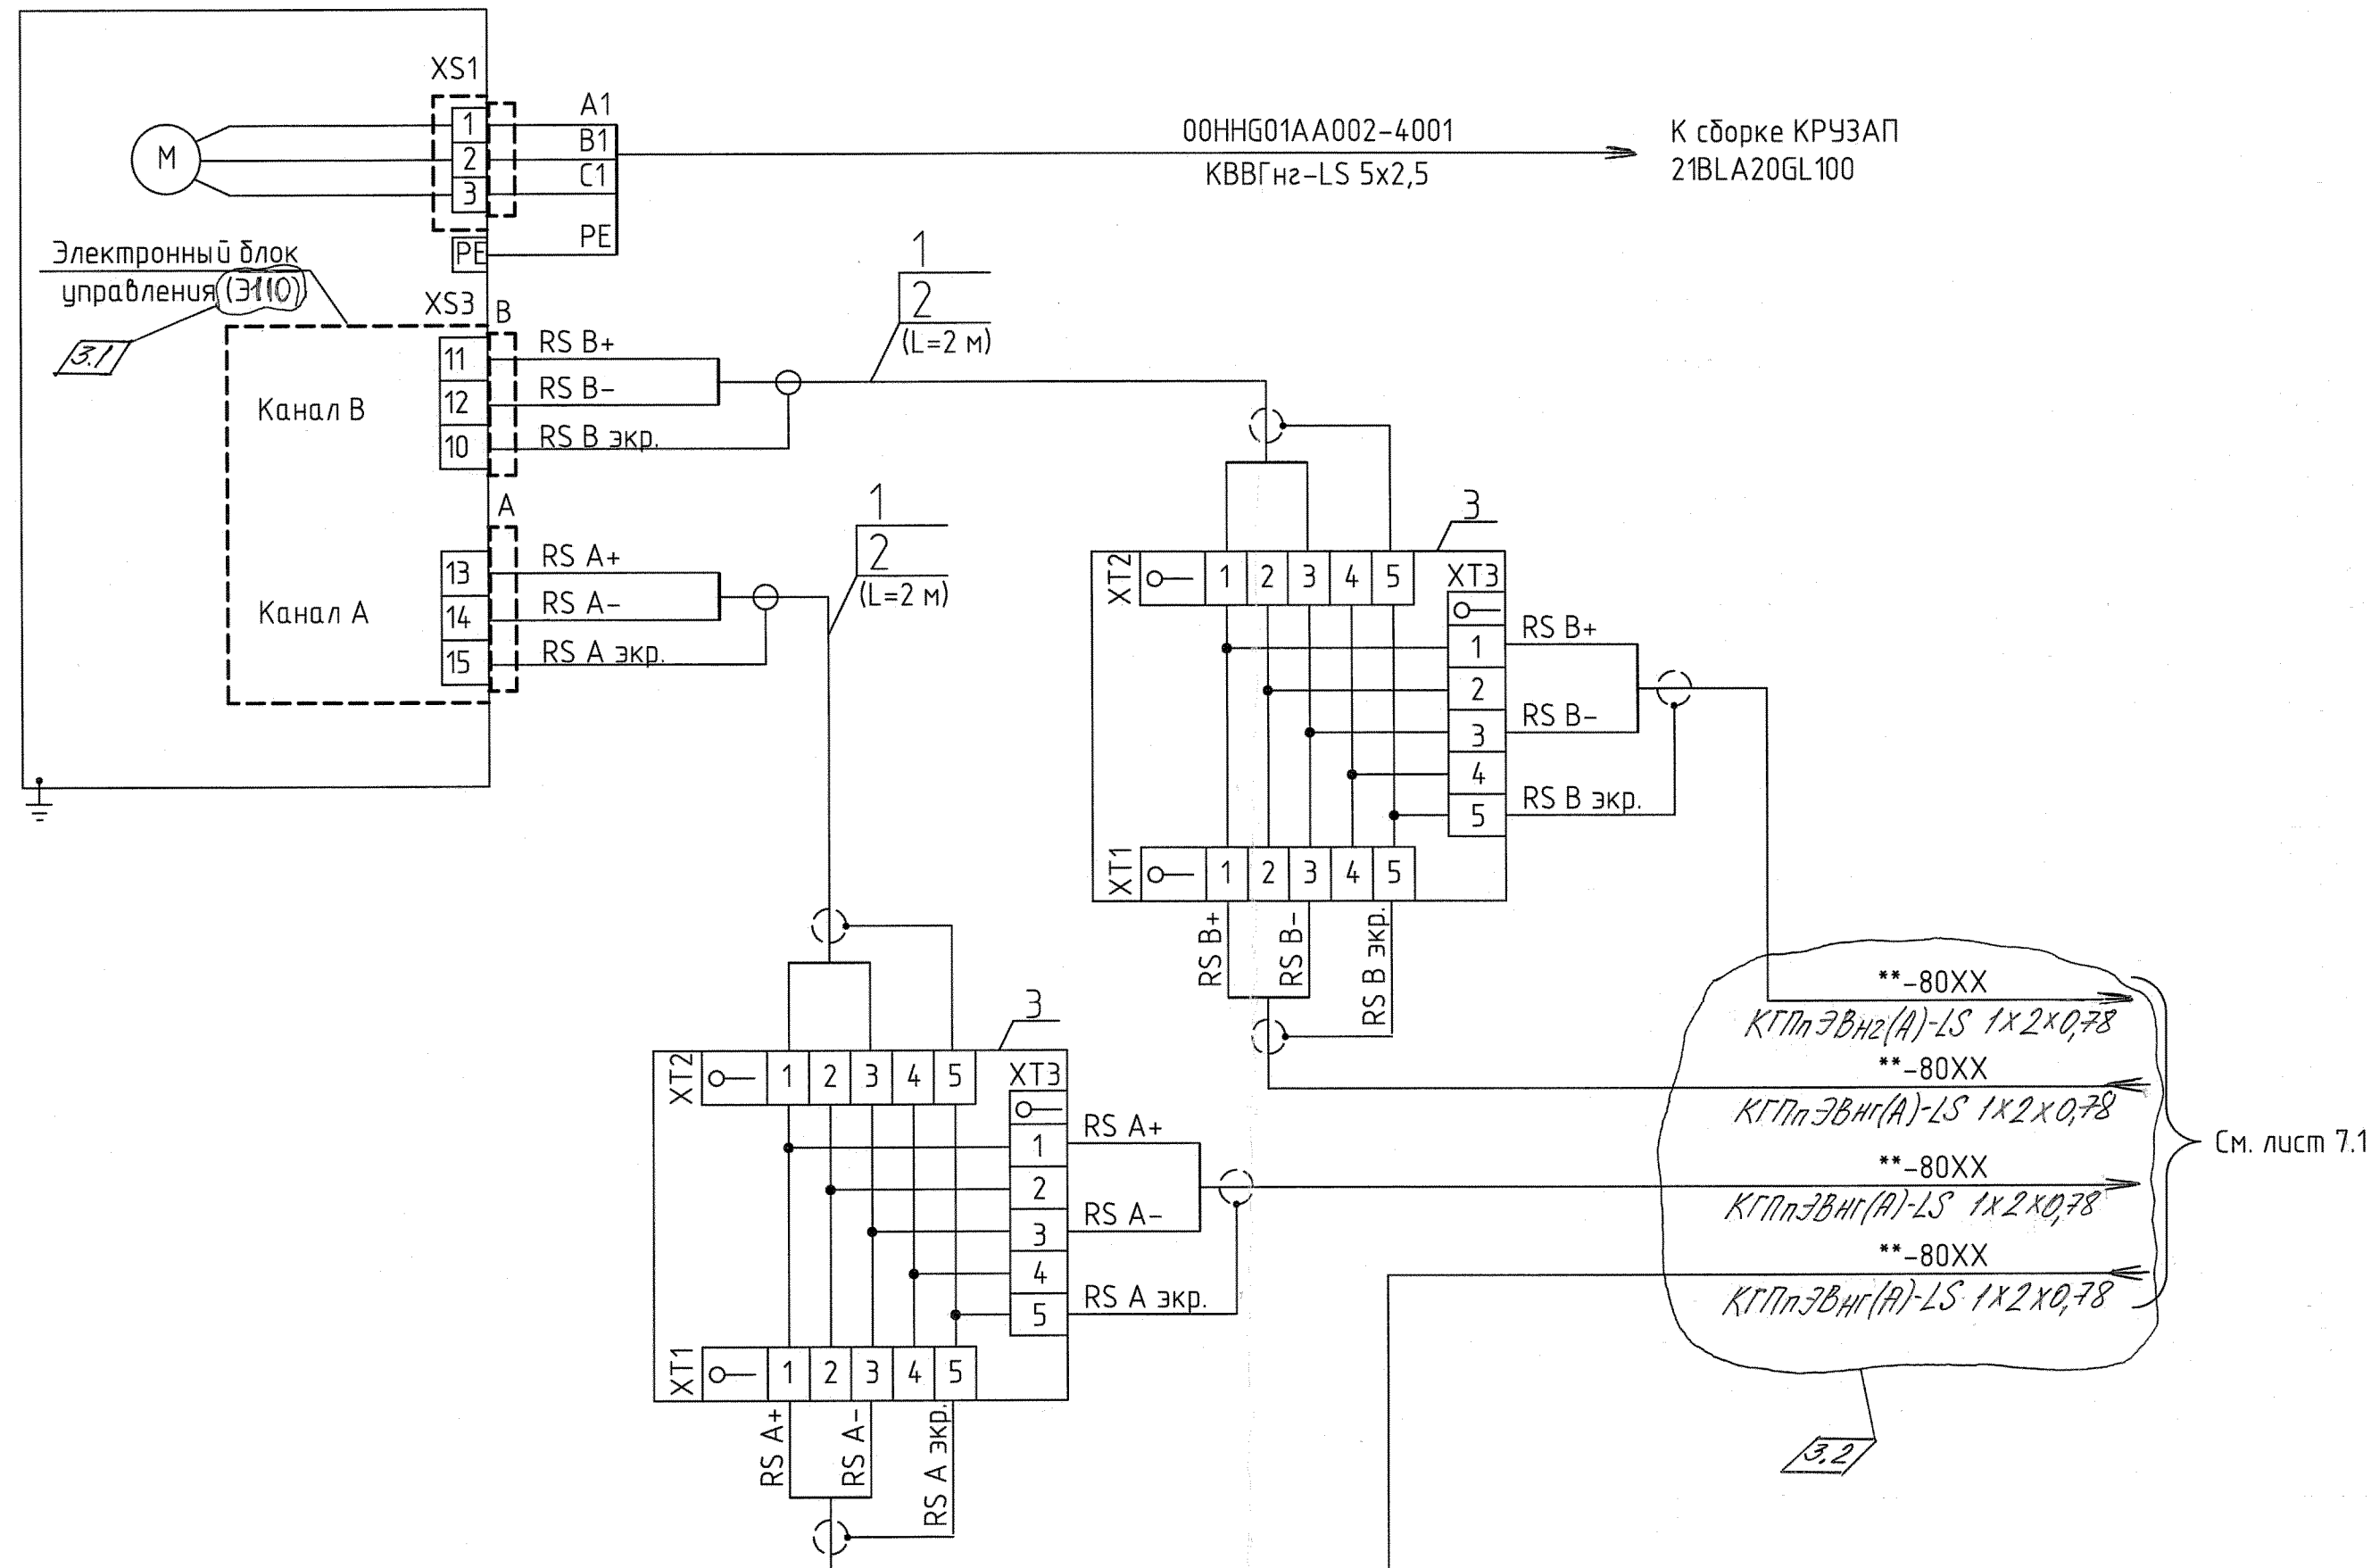 XS1
1
2
3
PE
M
A1
B1
C1
PE
00HHG01AA002-4001
КВВГнг-LS 5x2,5
К сборке КРУЗАП
21BLA20GL100
Электронный блок
управления (Э110)
3.1
XS3
B
11
12
10
RS B+
RS B-
RS B экр.
Канал B
1
2
(L=2 м)
A
13
14
15
RS A+
RS A-
RS A экр.
Канал A
1
2
(L=2 м)
3
XT2
1 2 3 4 5
XT3
1
2
3
4
5
RS B+
RS B-
RS B экр.
XT1
1 2 3 4 5
RS B+
RS B-
RS B экр.
3
XT2
1 2 3 4 5
XT3
1
2
3
4
5
RS A+
RS A-
RS A экр.
XT1
1 2 3 4 5
RS A+
RS A-
RS A экр.
**-80XX
КГПпЭВнг(А)-LS 1x2x0,78
**-80XX
КГПпЭВнг(А)-LS 1x2x0,78
**-80XX
КГПпЭВнг(А)-LS 1x2x0,78
**-80XX
КГПпЭВнг(А)-LS 1x2x0,78
См. лист 7.1
3.2